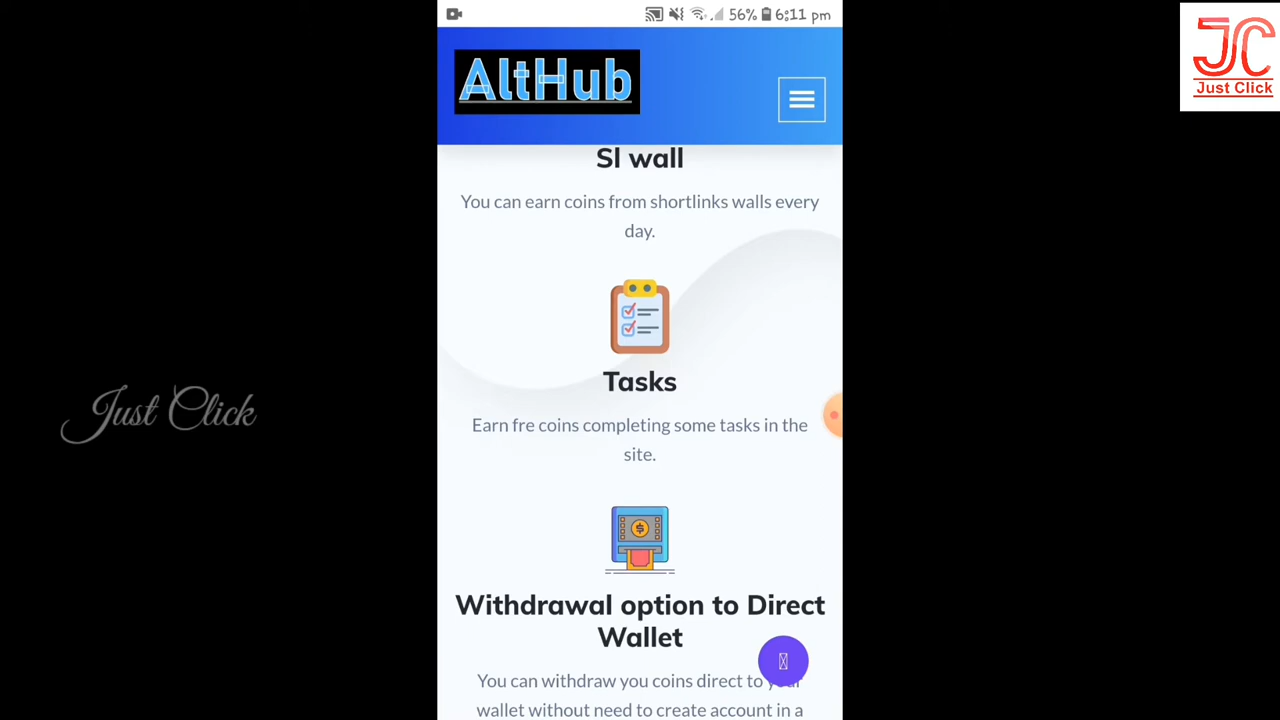 56% 6:11 pm
JC
Just Click
AltHub
Sl wall
You can earn coins from shortlinks walls every
day.
Tasks
Earn fre coins completing some tasks in the
site.
Just Click
Withdrawal option to Direct
Wallet
You can withdraw you coins direct to your
wallet without need to create account in a